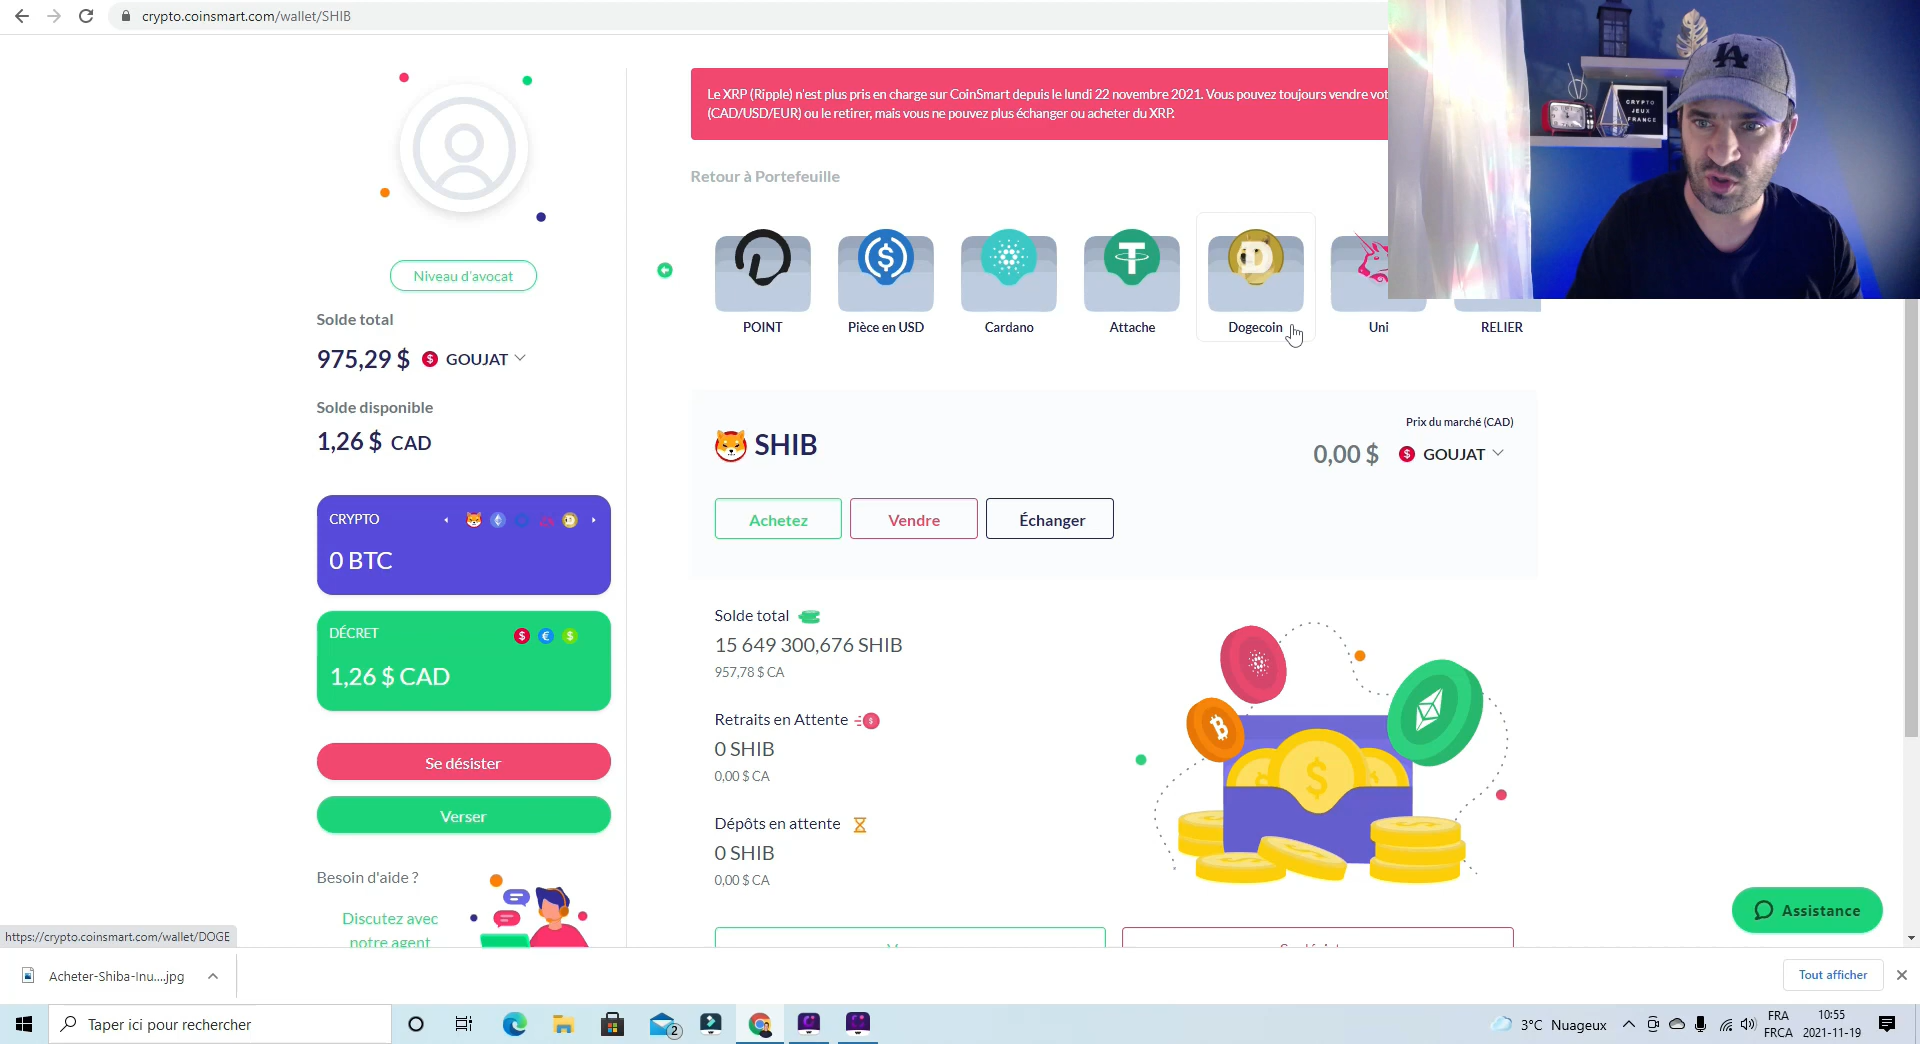 crypto.coinsmart.com/wallet/SHIB
Le XRP (Ripple) n'est plus pris en charge sur CoinSmart depuis le lundi 22 novembre 2021. Vous pouvez toujours vendre vot
(CAD/USD/EUR) ou le retirer, mais vous ne pouvez plus échanger ou acheter du XRP.
CRYPTO
JEUX
FRANCE
Retour à Portefeuille
Niveau d'avocat
POINT
Pièce en USD
Cardano
Attache
Dogecoin
Uni
RELIER
Solde total
975,29 $ GOUJAT
Solde disponible
1,26 $ CAD
SHIB
Prix du marché (CAD)
0,00 $ GOUJAT
Achetez
Vendre
Échanger
CRYPTO
0 BTC
DÉCRET
1,26 $ CAD
Se désister
Verser
Solde total
15 649 300,676 SHIB
957,78 $ CA
Retraits en Attente
0 SHIB
0,00 $ CA
Dépôts en attente
0 SHIB
0,00 $ CA
Besoin d'aide ?
Discutez avec
notre agent
Assistance
https://crypto.coinsmart.com/wallet/DOGE
Acheter-Shiba-Inu....jpg
Tout afficher
Taper ici pour rechercher
2
3°C Nuageux
FRA
FRCA
10:55
2021-11-19